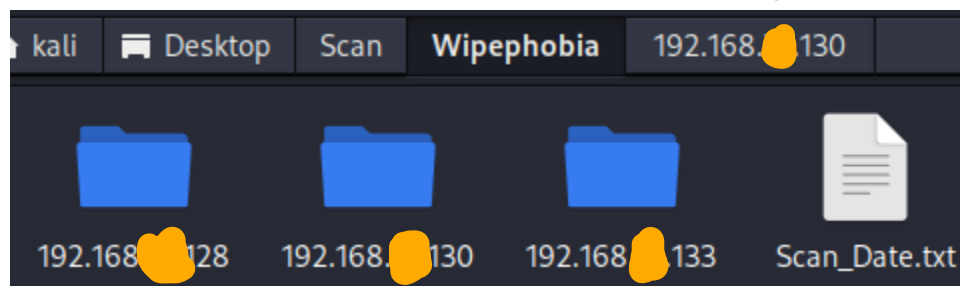 kali Desktop Scan Wipephobia 192.168. .130
192.168 128 192.168. 130 192.168 .133 Scan_Date.txt